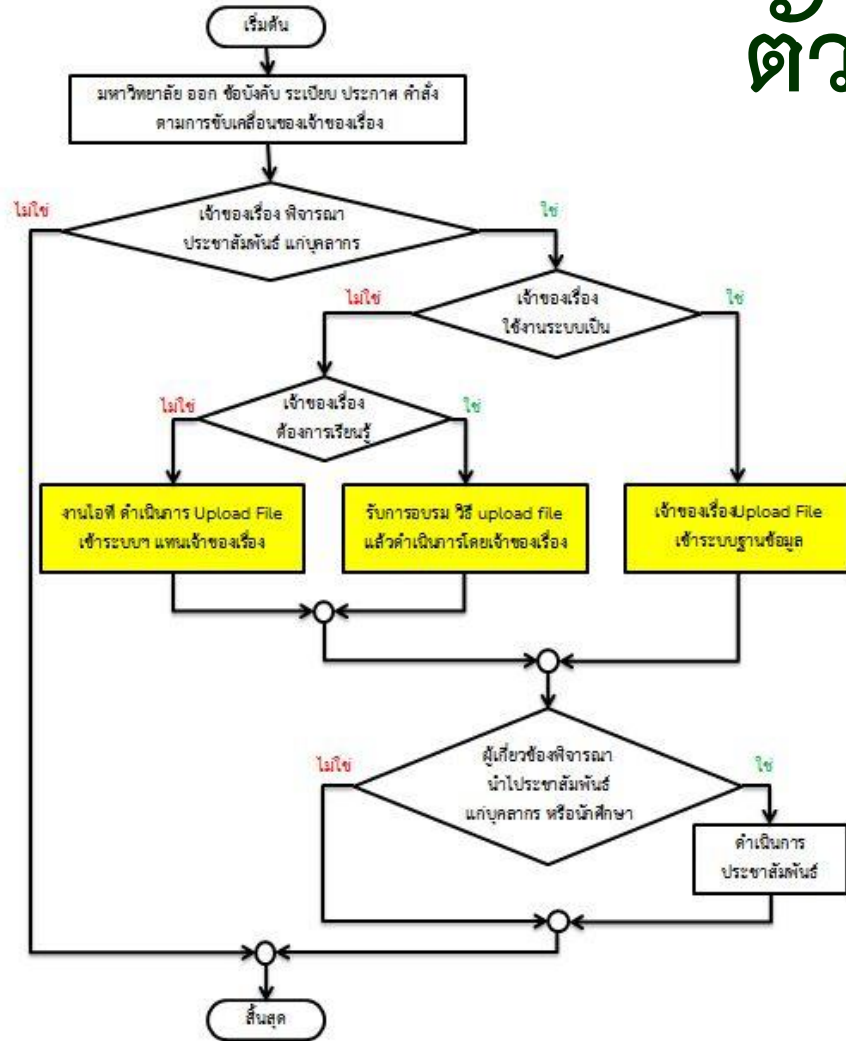 เริ่มต้น
ตัว
มหาวิทยาลัย ออก ข้อบังคับ ระเบียบ ประกาศ คำสั่ง
ตามการขับเคลื่อนของเจ้าของเรื่อง
ไม่ใช่
เจ้าของเรื่อง พิจารณา
ประชาสัมพันธ์ แก่บุคลากร
ใช่
ไม่ใช่
เจ้าของเรื่อง
ใช้งานระบบเป็น
ใช่
ไม่ใช่
เจ้าของเรื่อง
ต้องการเรียนรู้
ใช่
งานไอที ดำเนินการ Upload File
เข้าระบบฯ แทนเจ้าของเรื่อง
รับการอบรม วิธี upload file
แล้วดำเนินการโดยเจ้าของเรื่อง
เจ้าของเรื่องUpload File
เข้าระบบฐานข้อมูล
ไม่ใช่
ผู้เกี่ยวข้องพิจารณา
นำไปประชาสัมพันธ์
แก่บุคลากร หรือนักศึกษา
ใช่
ดำเนินการ
ประชาสัมพันธ์
สิ้นสุด